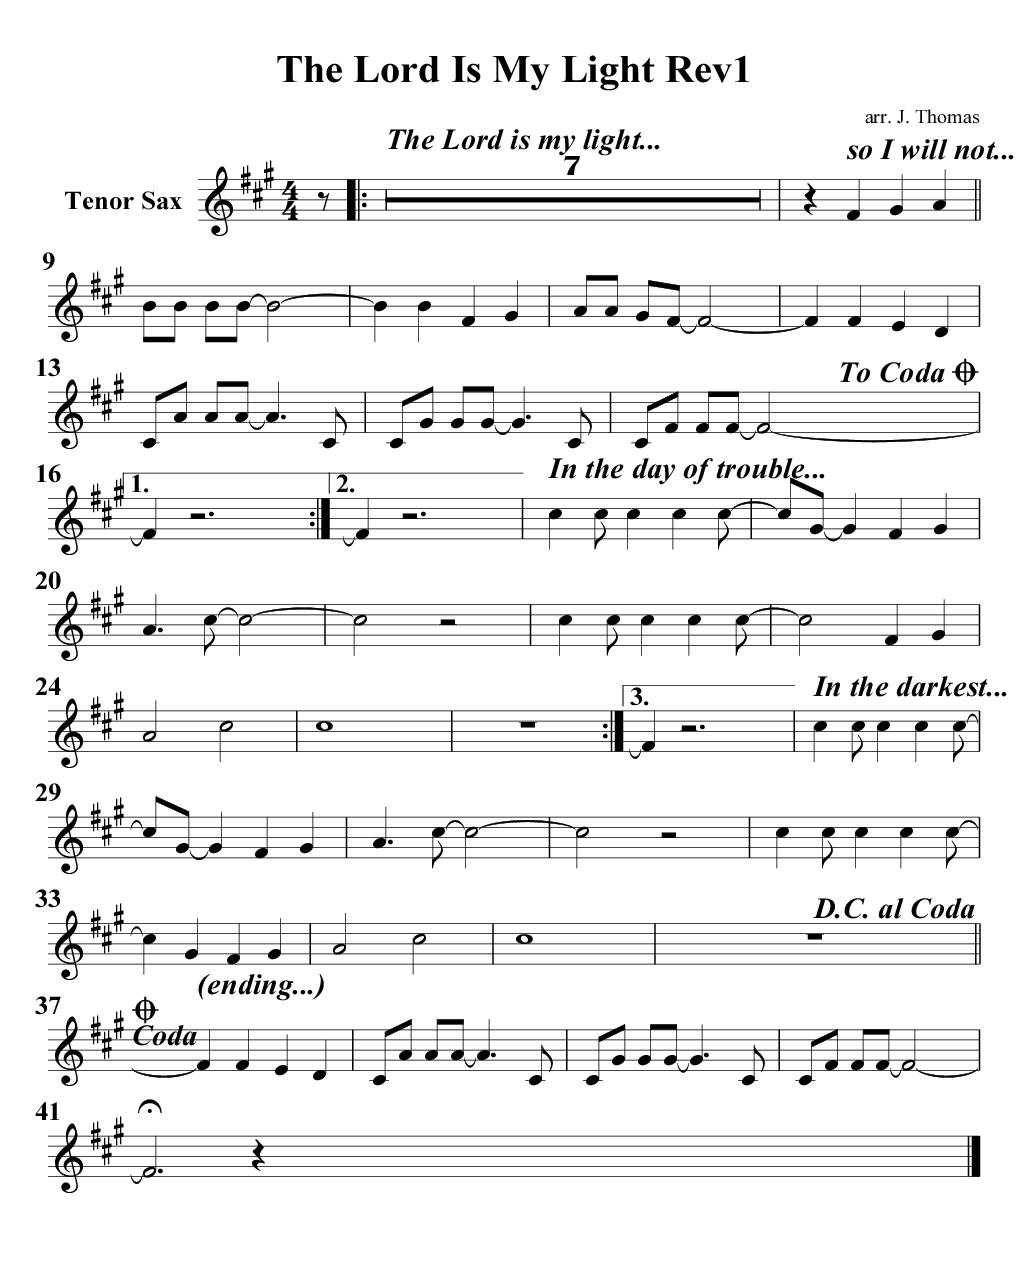 The Lord Is My Light Rev1
arr. J. Thomas
The Lord is my light...
so I will not...
7
Tenor Sax
4
4
9
13
To Coda
16
1.
2.
In the day of trouble...
20
24
3.
In the darkest...
29
33
D.C. al Coda
(ending...)
37
Coda
41